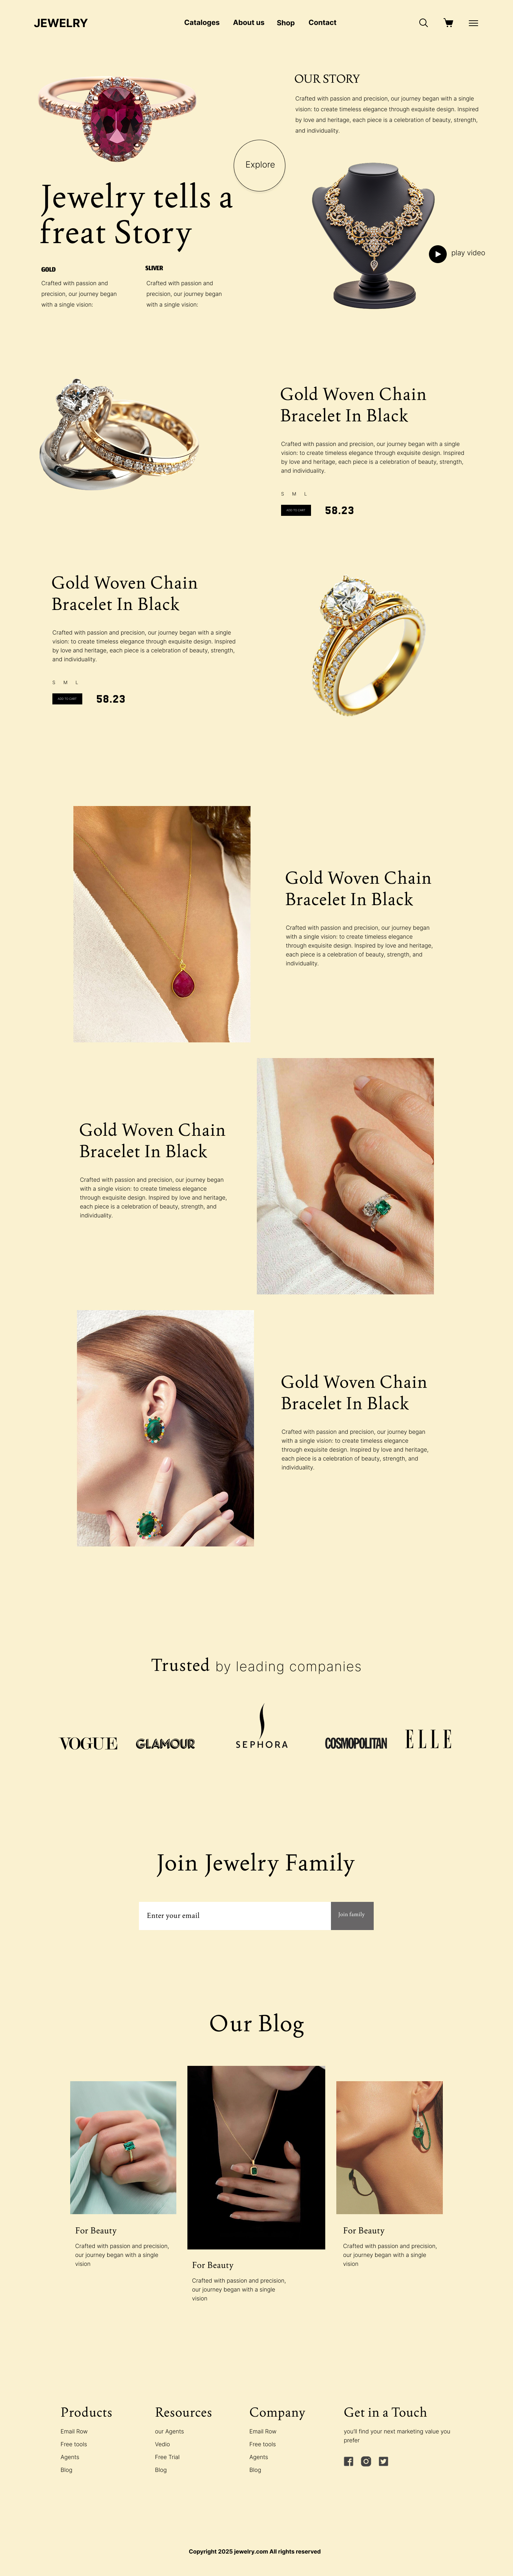 JEWELRY
Cataloges
About us
Shop
Contact
OUR STORY
Crafted with passion and precision, our journey began with a single
vision: to create timeless elegance through exquisite design. Inspired
by love and heritage, each piece is a celebration of beauty, strength,
and individuality.
Explore
Jewelry tells a
freat Story
GOLD
Crafted with passion and
precision, our journey began
with a single vision:
SLIVER
Crafted with passion and
precision, our journey began
with a single vision:
play video
Gold Woven Chain
Bracelet In Black
Crafted with passion and precision, our journey began with a single
vision: to create timeless elegance through exquisite design. Inspired
by love and heritage, each piece is a celebration of beauty, strength,
and individuality.
S M L
ADD TO CART
58.23
Gold Woven Chain
Bracelet In Black
Crafted with passion and precision, our journey began with a single
vision: to create timeless elegance through exquisite design. Inspired
by love and heritage, each piece is a celebration of beauty, strength,
and individuality.
S M L
ADD TO CART
58.23
Gold Woven Chain
Bracelet In Black
Crafted with passion and precision, our journey began
with a single vision: to create timeless elegance
through exquisite design. Inspired by love and heritage,
each piece is a celebration of beauty, strength, and
individuality.
Gold Woven Chain
Bracelet In Black
Crafted with passion and precision, our journey began
with a single vision: to create timeless elegance
through exquisite design. Inspired by love and heritage,
each piece is a celebration of beauty, strength, and
individuality.
Gold Woven Chain
Bracelet In Black
Crafted with passion and precision, our journey began
with a single vision: to create timeless elegance
through exquisite design. Inspired by love and heritage,
each piece is a celebration of beauty, strength, and
individuality.
Trusted by leading companies
VOGUE
GLAMOUR
SEPHORA
COSMOPOLITAN
ELLE
Join Jewelry Family
Enter your email
Join family
Our Blog
For Beauty
Crafted with passion and precision,
our journey began with a single
vision
For Beauty
Crafted with passion and precision,
our journey began with a single
vision
For Beauty
Crafted with passion and precision,
our journey began with a single
vision
Products
Email Row
Free tools
Agents
Blog
Resources
our Agents
Vedio
Free Trial
Blog
Company
Email Row
Free tools
Agents
Blog
Get in a Touch
you'll find your next marketing value you
prefer
Copyright 2025 jewelry.com All rights reserved